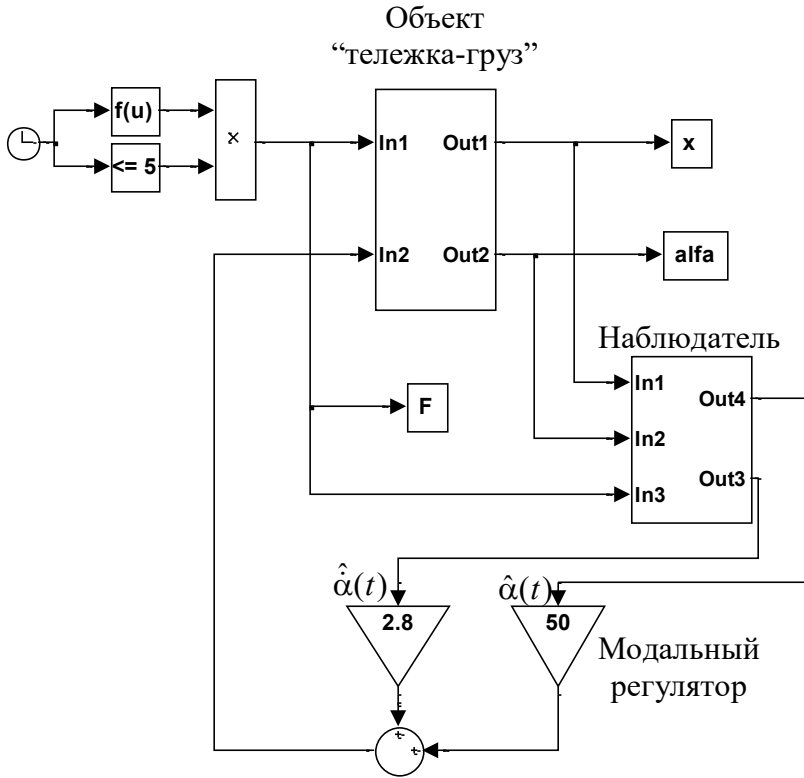 Объект
“тележка-груз”
f(u)
<= 5
×
In1
Out1
x
In2
Out2
alfa
Наблюдатель
In1
Out4
F
In2
Out3
In3
α̇̂(t)
α̂(t)
2.8
50
Модальный
регулятор
+
+